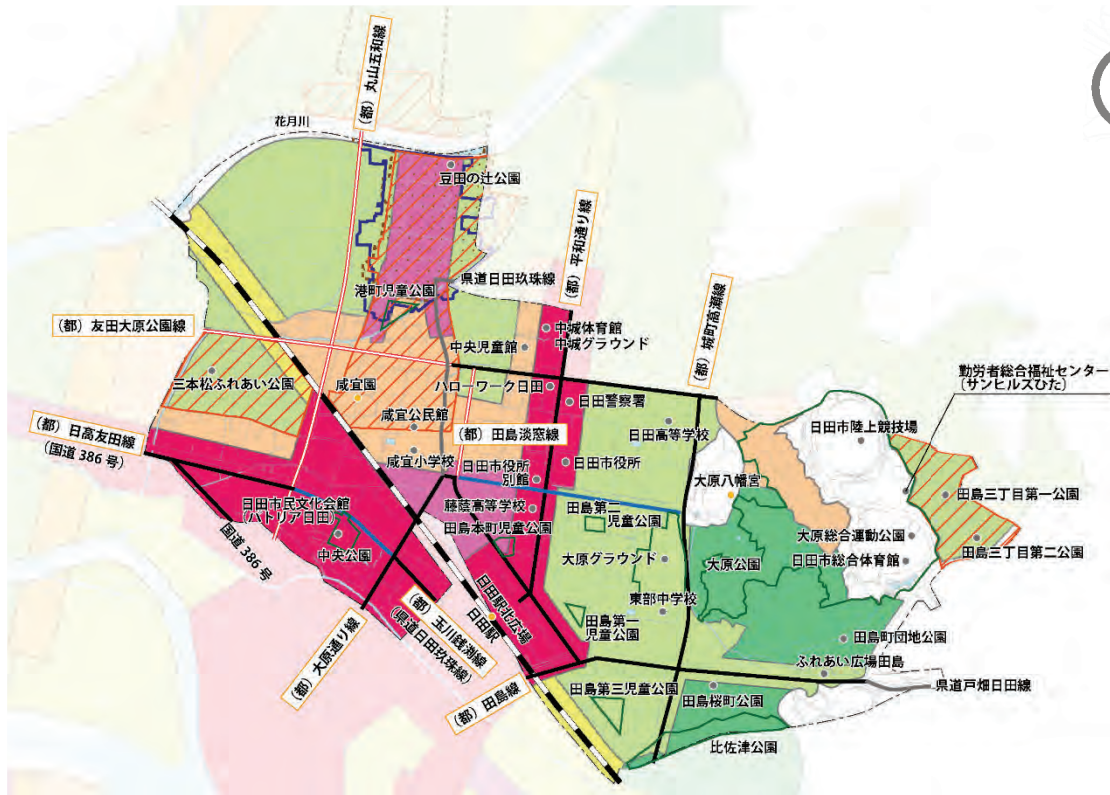 花月川
(都) 丸山五和線
豆田の辻公園
(都) 平和通り線
県道日田玖珠線
港町児童公園
(都) 城町高瀬線
(都) 友田大原公園線
中城体育館
中城グラウンド
中央児童館
勤労者総合福祉センター
(サンヒルズひた)
三本松ふれあい公園
咸宜園
ハローワーク日田
日田警察署
咸宜公民館
日田高等学校
日田市陸上競技場
(都) 日高友田線
(国道 386 号)
(都) 田島淡窓線
咸宜小学校
日田市役所
別館
日田市役所
大原八幡宮
田島三丁目第一公園
日田市民文化会館
(パトリア日田)
藤蔭高等学校
田島第二
児童公園
田島本町児童公園
大原総合運動公園
中央公園
大原グラウンド
大原公園
日田市総合体育館
田島三丁目第二公園
国道 386 号
日田駅北広場
日田駅
東部中学校
田島第一
児童公園
田島町団地公園
(都) 大原通り線
(都) 玉川銭渕線
(県道日田玖珠線)
(都) 田島線
ふれあい広場田島
田島第三児童公園
田島桜町公園
県道戸畑日田線
比佐津公園